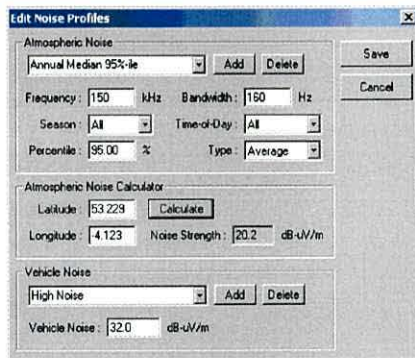 Edit Noise Profiles
Atmospheric Noise
Annual Median 95%-ile
Add
Delete
Save
Cancel
Frequency : 150 kHz Bandwidth : 160 Hz
Season : All Time-of-Day : All
Percentile : 95.00 % Type : Average
Atmospheric Noise Calculator
Latitude : 53.229 Calculate
Longitude : -4.123 Noise Strength : 20.2 dB-uV/m
Vehicle Noise
High Noise
Add
Delete
Vehicle Noise : 32.0 dB-uV/m